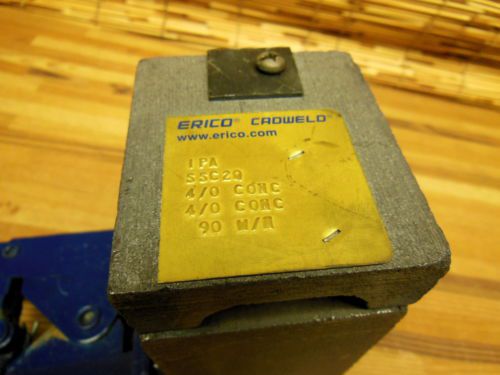 ERICO® CADWELD®
www.erico.com
1PA
SSC2Q
4/0 CONC
4/0 CONC
90 W/M